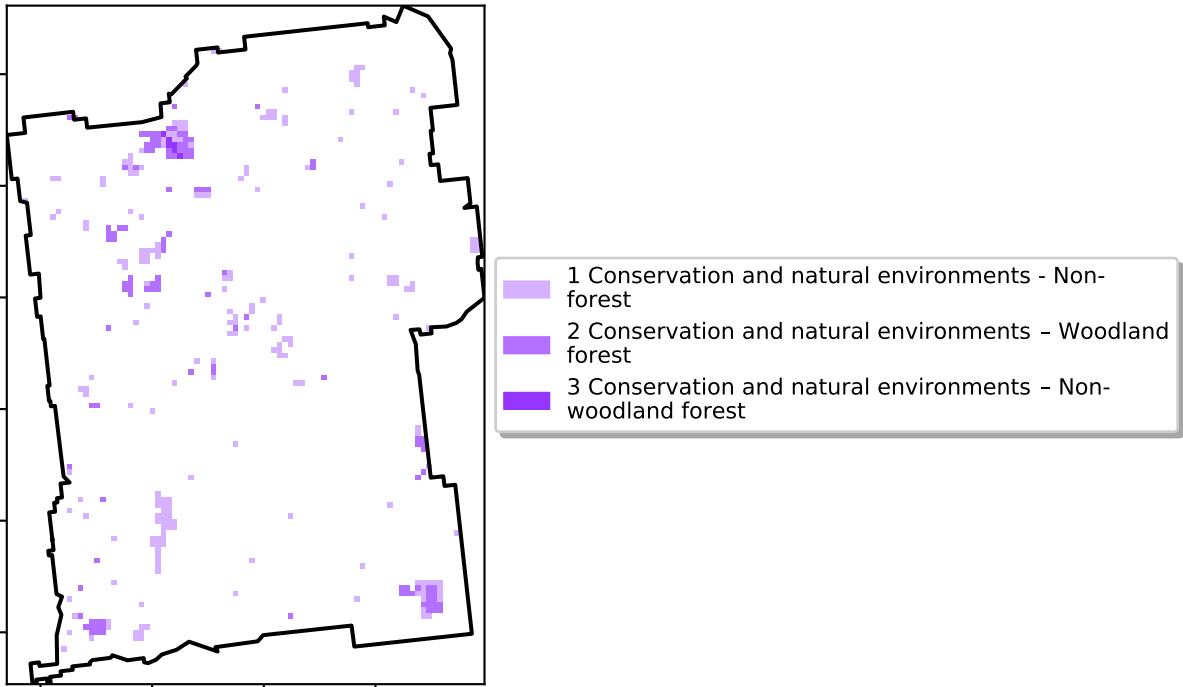 1 Conservation and natural environments - Non-
forest
2 Conservation and natural environments – Woodland
forest
3 Conservation and natural environments – Non-
woodland forest